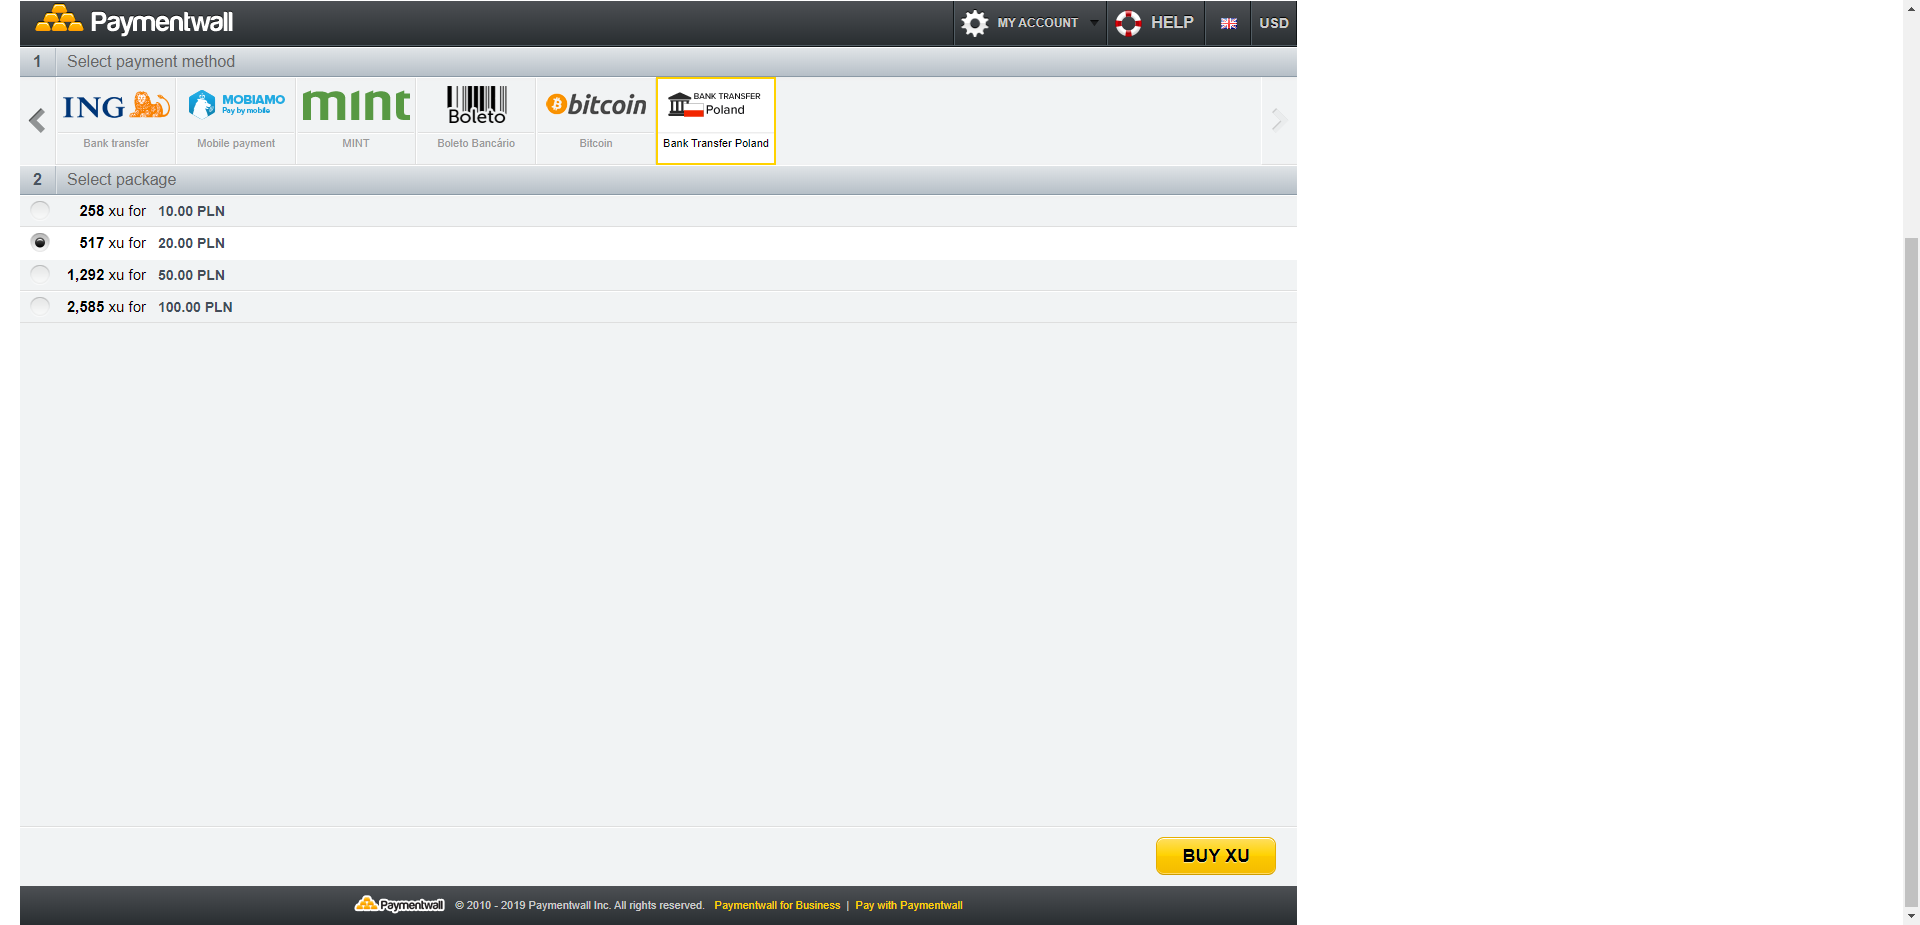 Paymentwall
MY ACCOUNT
HELP
USD
1 Select payment method
ING
MOBIAMO
Pay by mobile
mint
Boleto
bitcoin
BANK TRANSFER
Poland
Bank transfer
Mobile payment
MINT
Boleto Bancário
Bitcoin
Bank Transfer Poland
2 Select package
258 xu for 10.00 PLN
517 xu for 20.00 PLN
1,292 xu for 50.00 PLN
2,585 xu for 100.00 PLN
BUY XU
Paymentwall © 2010 - 2019 Paymentwall Inc. All rights reserved. Paymentwall for Business | Pay with Paymentwall